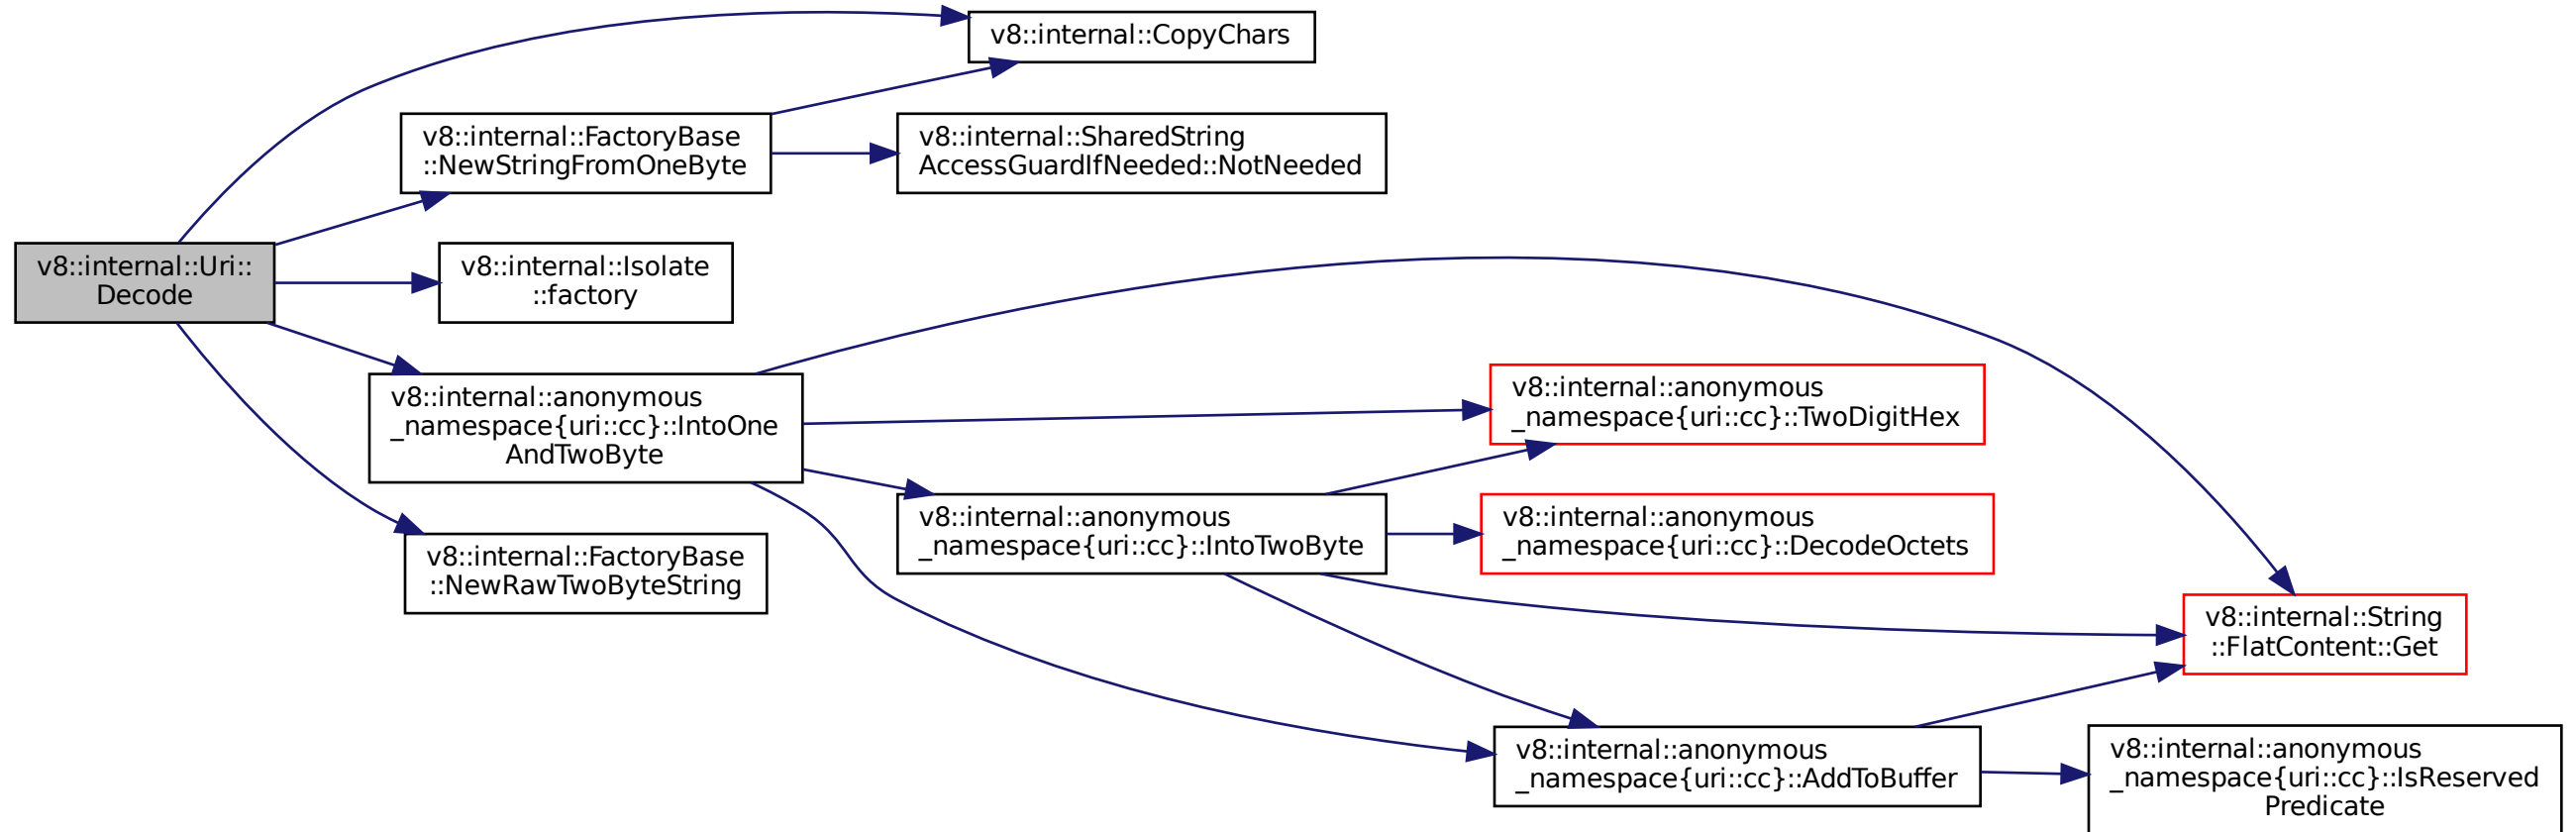 v8::internal::CopyChars
v8::internal::FactoryBase
::NewStringFromOneByte
v8::internal::SharedString
AccessGuardIfNeeded::NotNeeded
v8::internal::Uri::
Decode
v8::internal::Isolate
::factory
v8::internal::anonymous
_namespace{uri::cc}::IntoOne
AndTwoByte
v8::internal::anonymous
_namespace{uri::cc}::TwoDigitHex
v8::internal::anonymous
_namespace{uri::cc}::IntoTwoByte
v8::internal::anonymous
_namespace{uri::cc}::DecodeOctets
v8::internal::FactoryBase
::NewRawTwoByteString
v8::internal::String
::FlatContent::Get
v8::internal::anonymous
_namespace{uri::cc}::AddToBuffer
v8::internal::anonymous
_namespace{uri::cc}::IsReserved
Predicate